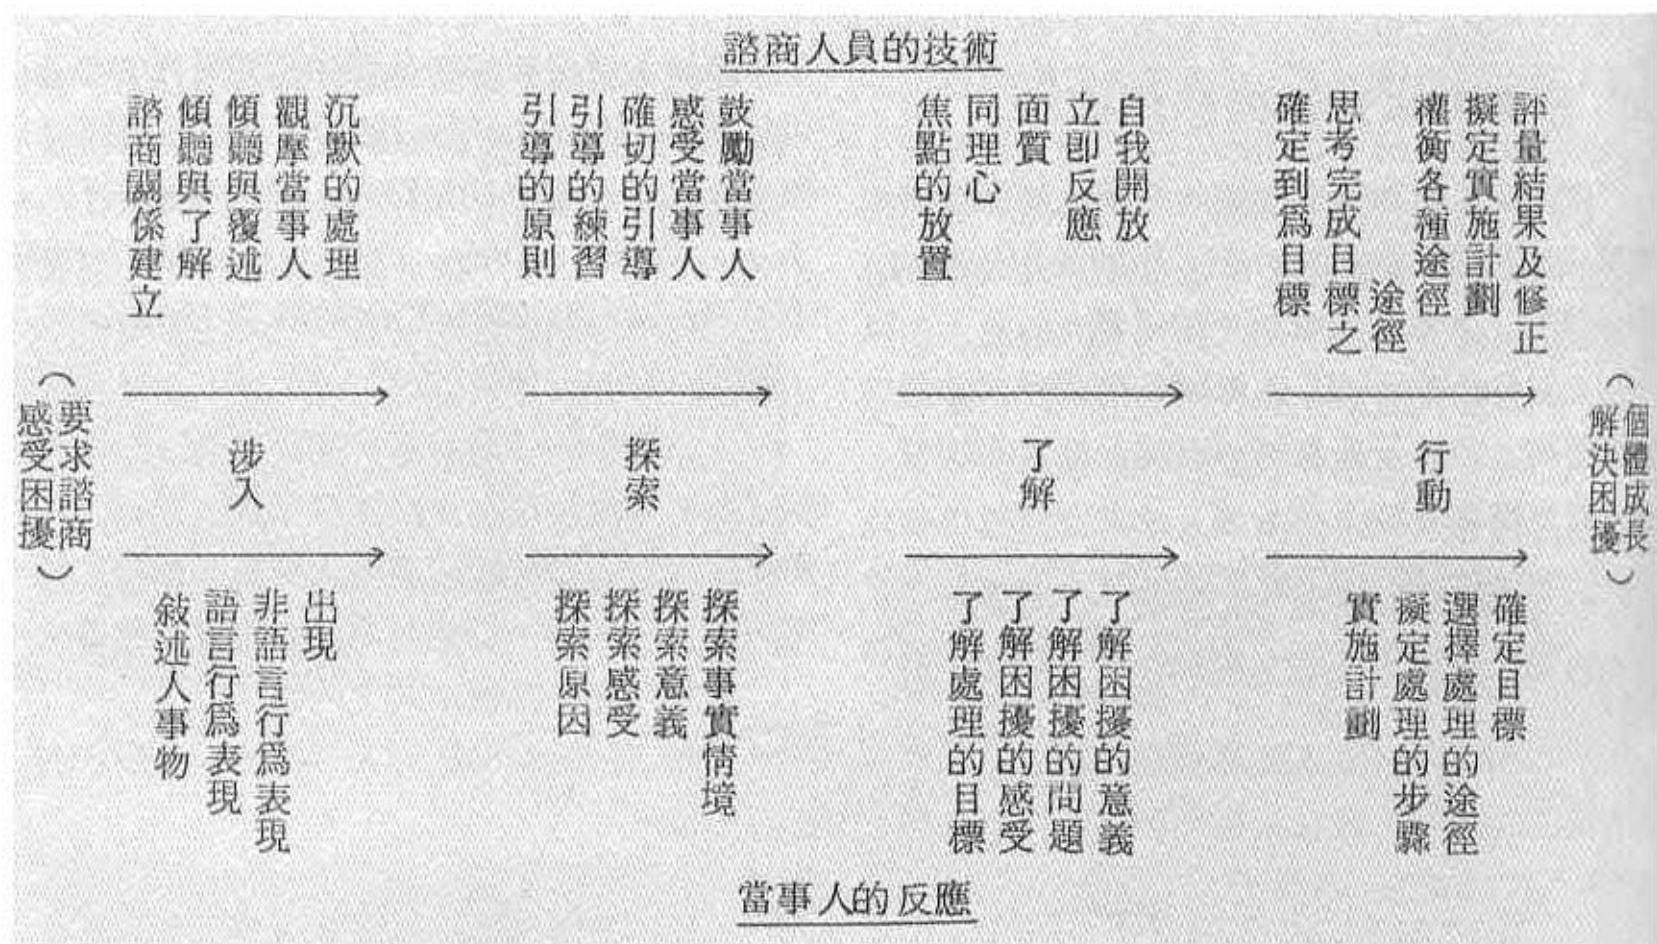 諮商人員的技術
諮商關係建立
傾聽與了解
傾聽與覆述
觀摩當事人
沉默的處理
引導的原則
引導的練習
確切的引導
感受當事人
鼓勵當事人
焦點的放置
同理心
面質
立即反應
自我開放
確定到爲目標
思考完成目標之
途徑
權衡各種途徑
擬定實施計劃
評量結果及修正
（要求諮商
感受困擾）
涉入
探索
了解
行動
（個體成長
解決困擾）
出現
非語言行爲表現
語言行爲表現
敍述人事物
探索事實情境
探索意義
探索感受
探索原因
了解困擾的意義
了解困擾的問題
了解困擾的感受
了解處理的目標
確定目標
選擇處理的途徑
擬定處理的步驟
實施計劃
當事人的反應